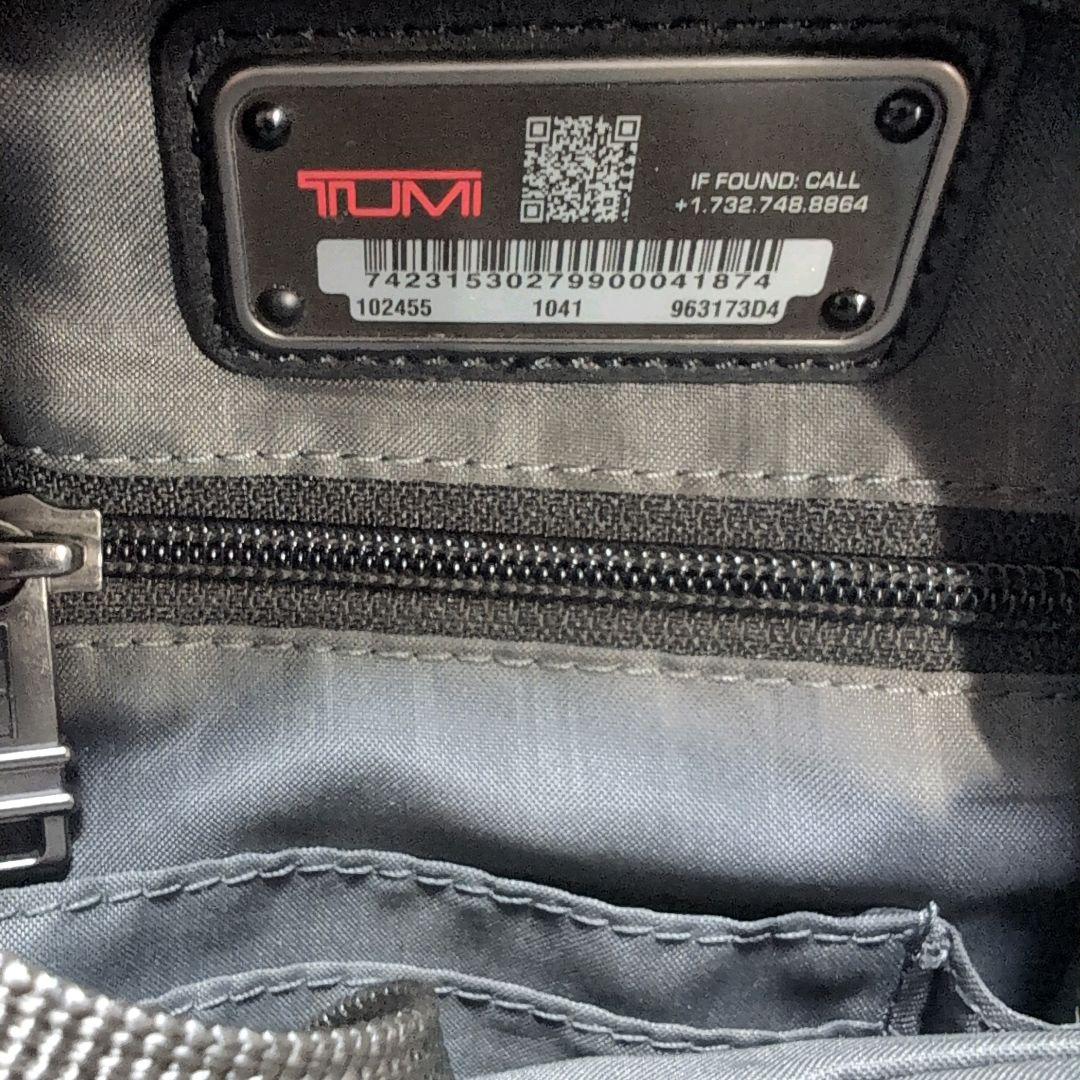 TUMI
IF FOUND: CALL
+1.732.748.8864
74231530279900041874
102455 1041 963173D4